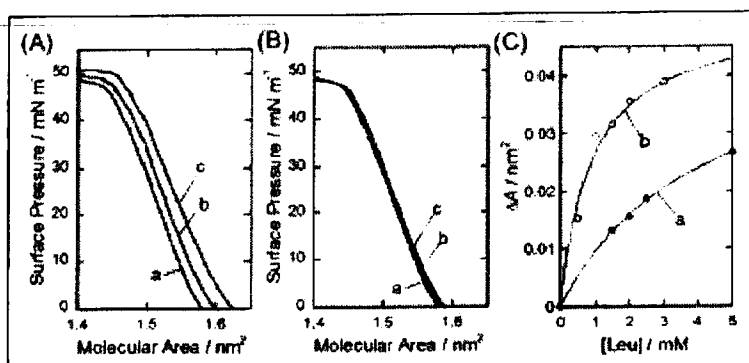 (A)
Surface Pressure / mN m⁻¹
50
40
30
20
10
0
c
b
a
1.4 1.5 1.6
Molecular Area / nm²
(B)
Surface Pressure / mN m⁻¹
50
40
30
20
10
0
c
b
a
1.4 1.5 1.6
Molecular Area / nm²
(C)
ΔA / nm²
0.04
0.03
0.02
0.01
0
b
a
0 1 2 3 4 5
[Leu] / mM